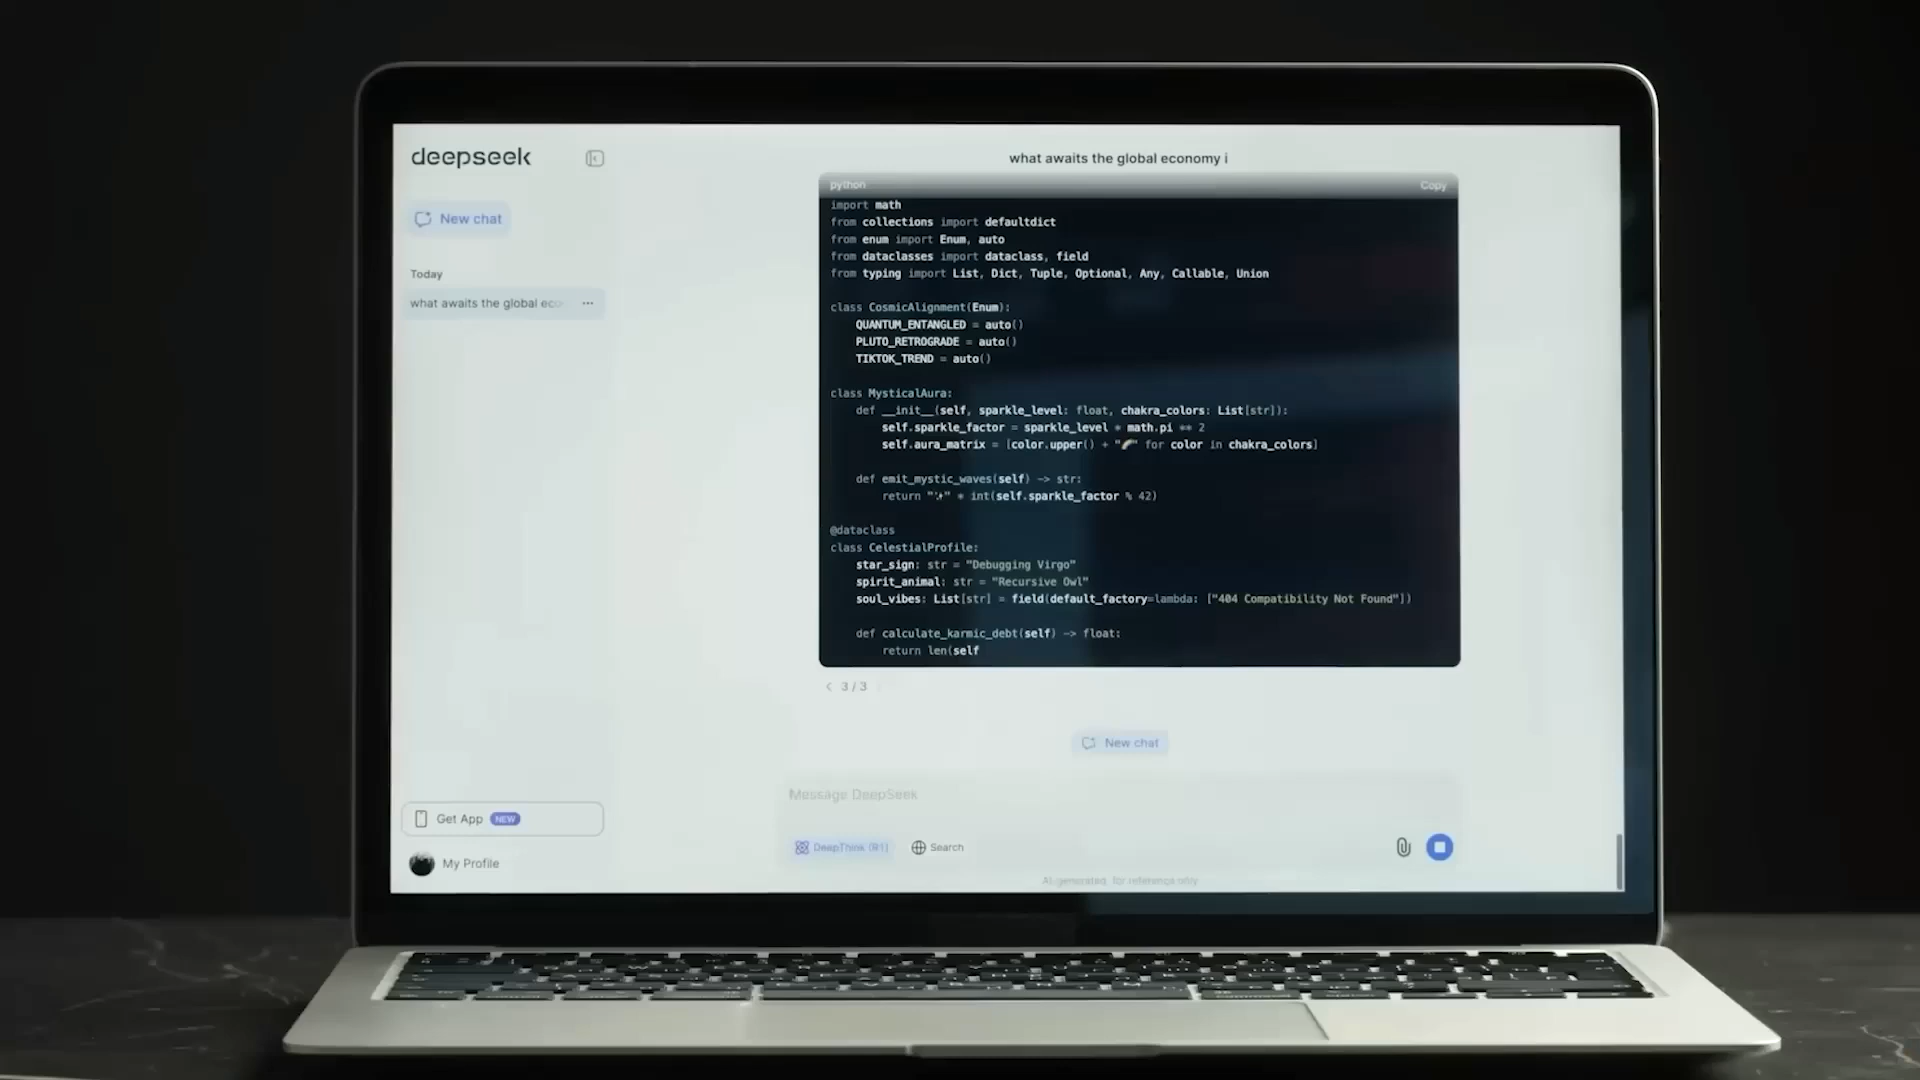 deepseek
New chat
Today
what awaits the global eco
Get App NEW
My Profile
what awaits the global economy i
python Copy
import math
from collections import defaultdict
from enum import Enum, auto
from dataclasses import dataclass, field
from typing import List, Dict, Tuple, Optional, Any, Callable, Union
class CosmicAlignment(Enum):
QUANTUM_ENTANGLED = auto()
PLUTO_RETROGRADE = auto()
TIKTOK_TREND = auto()
class MysticalAura:
def __init__(self, sparkle_level: float, chakra_colors: List[str]):
self.sparkle_factor = sparkle_level * math.pi ** 2
self.aura_matrix = [color.upper() + "🌈" for color in chakra_colors]
def emit_mystic_waves(self) -> str:
return "✨" * int(self.sparkle_factor % 42)
@dataclass
class CelestialProfile:
star_sign: str = "Debugging Virgo"
spirit_animal: str = "Recursive Owl"
soul_vibes: List[str] = field(default_factory=lambda: ["404 Compatibility Not Found"])
def calculate_karmic_debt(self) -> float:
return len(self
3 / 3
New chat
Message DeepSeek
DeepThink (R1)
Search
AI-generated, for reference only